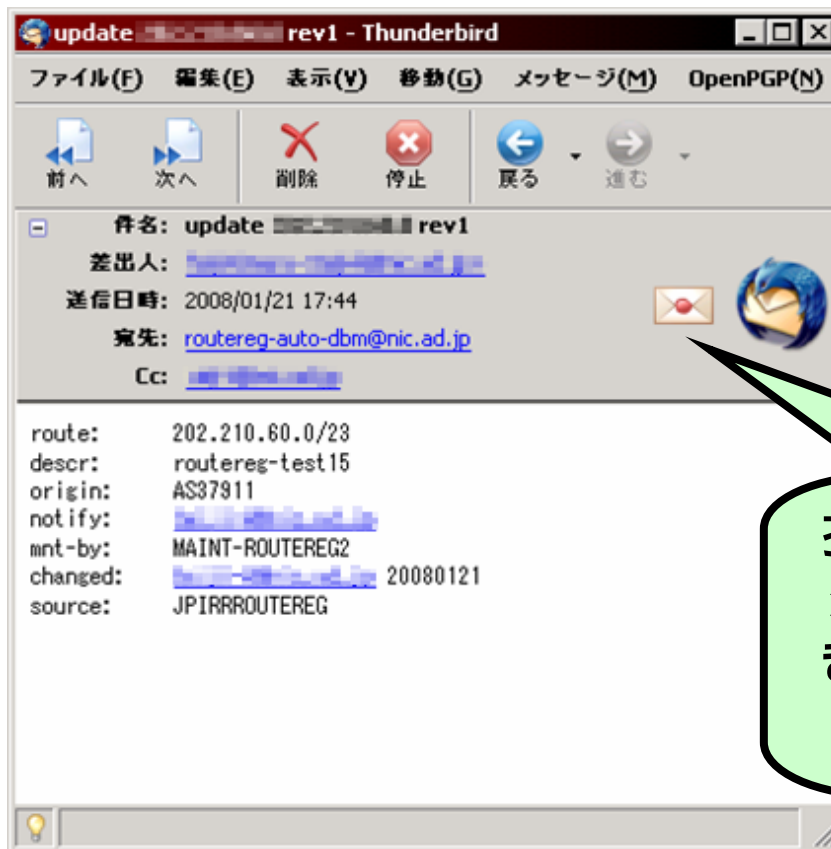 update rev1 - Thunderbird
ファイル(F) 編集(E) 表示(V) 移動(G) メッセージ(M) OpenPGP(N)
前へ 次へ 削除 停止 戻る 進む
件名: update rev1
差出人:
送信日時: 2008/01/21 17:44
宛先: routereg-auto-dbm@nic.ad.jp
Cc:
route: 202.210.60.0/23
descr: routereg-test15
origin: AS37911
notify:
mnt-by: MAINT-ROUTEREG2
changed: 20080121
source: JPIRRROUTEREG